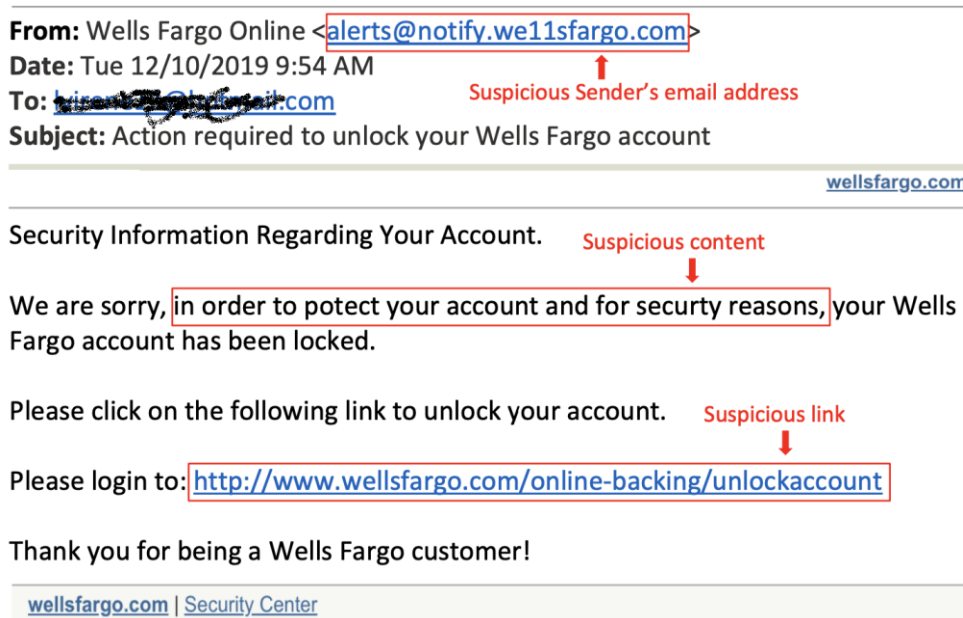 From: Wells Fargo Online <alerts@notify.we11sfargo.com>
Date: Tue 12/10/2019 9:54 AM
Suspicious Sender's email address
To: .com
Subject: Action required to unlock your Wells Fargo account
wellsfargo.com
Security Information Regarding Your Account.
Suspicious content
We are sorry, in order to potect your account and for securty reasons, your Wells
Fargo account has been locked.
Please click on the following link to unlock your account.
Suspicious link
Please login to: http://www.wellsfargo.com/online-backing/unlockaccount
Thank you for being a Wells Fargo customer!
wellsfargo.com | Security Center